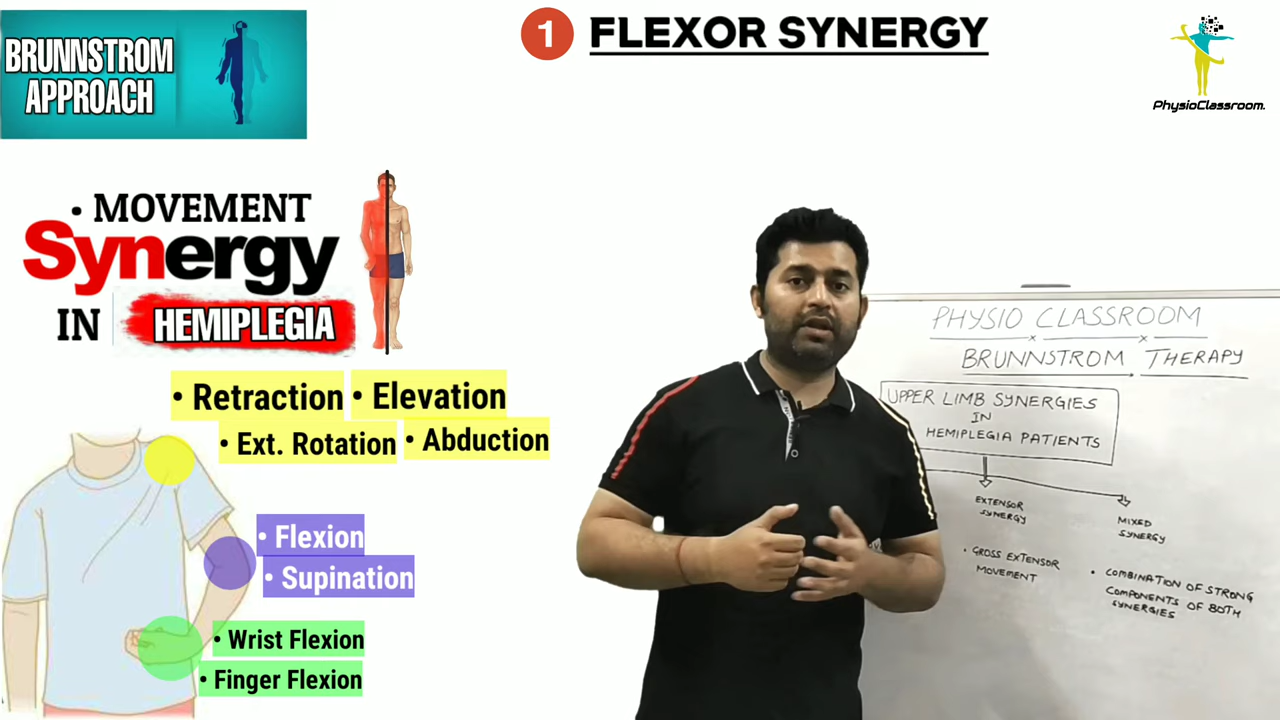 BRUNNSTROM
APPROACH
1 FLEXOR SYNERGY
PhysioClassroom.
• MOVEMENT
Synergy
IN HEMIPLEGIA
• Retraction • Elevation
• Ext. Rotation • Abduction
• Flexion
• Supination
• Wrist Flexion
• Finger Flexion
PHYSIO CLASSROOM
BRUNNSTROM THERAPY
UPPER LIMB SYNERGIES
IN
HEMIPLEGIA PATIENTS
EXTENSOR
SYNERGY
• GROSS EXTENSOR
MOVEMENT
MIXED
SYNERGY
• COMBINATION OF STRONG
COMPONENTS OF BOTH
SYNERGIES